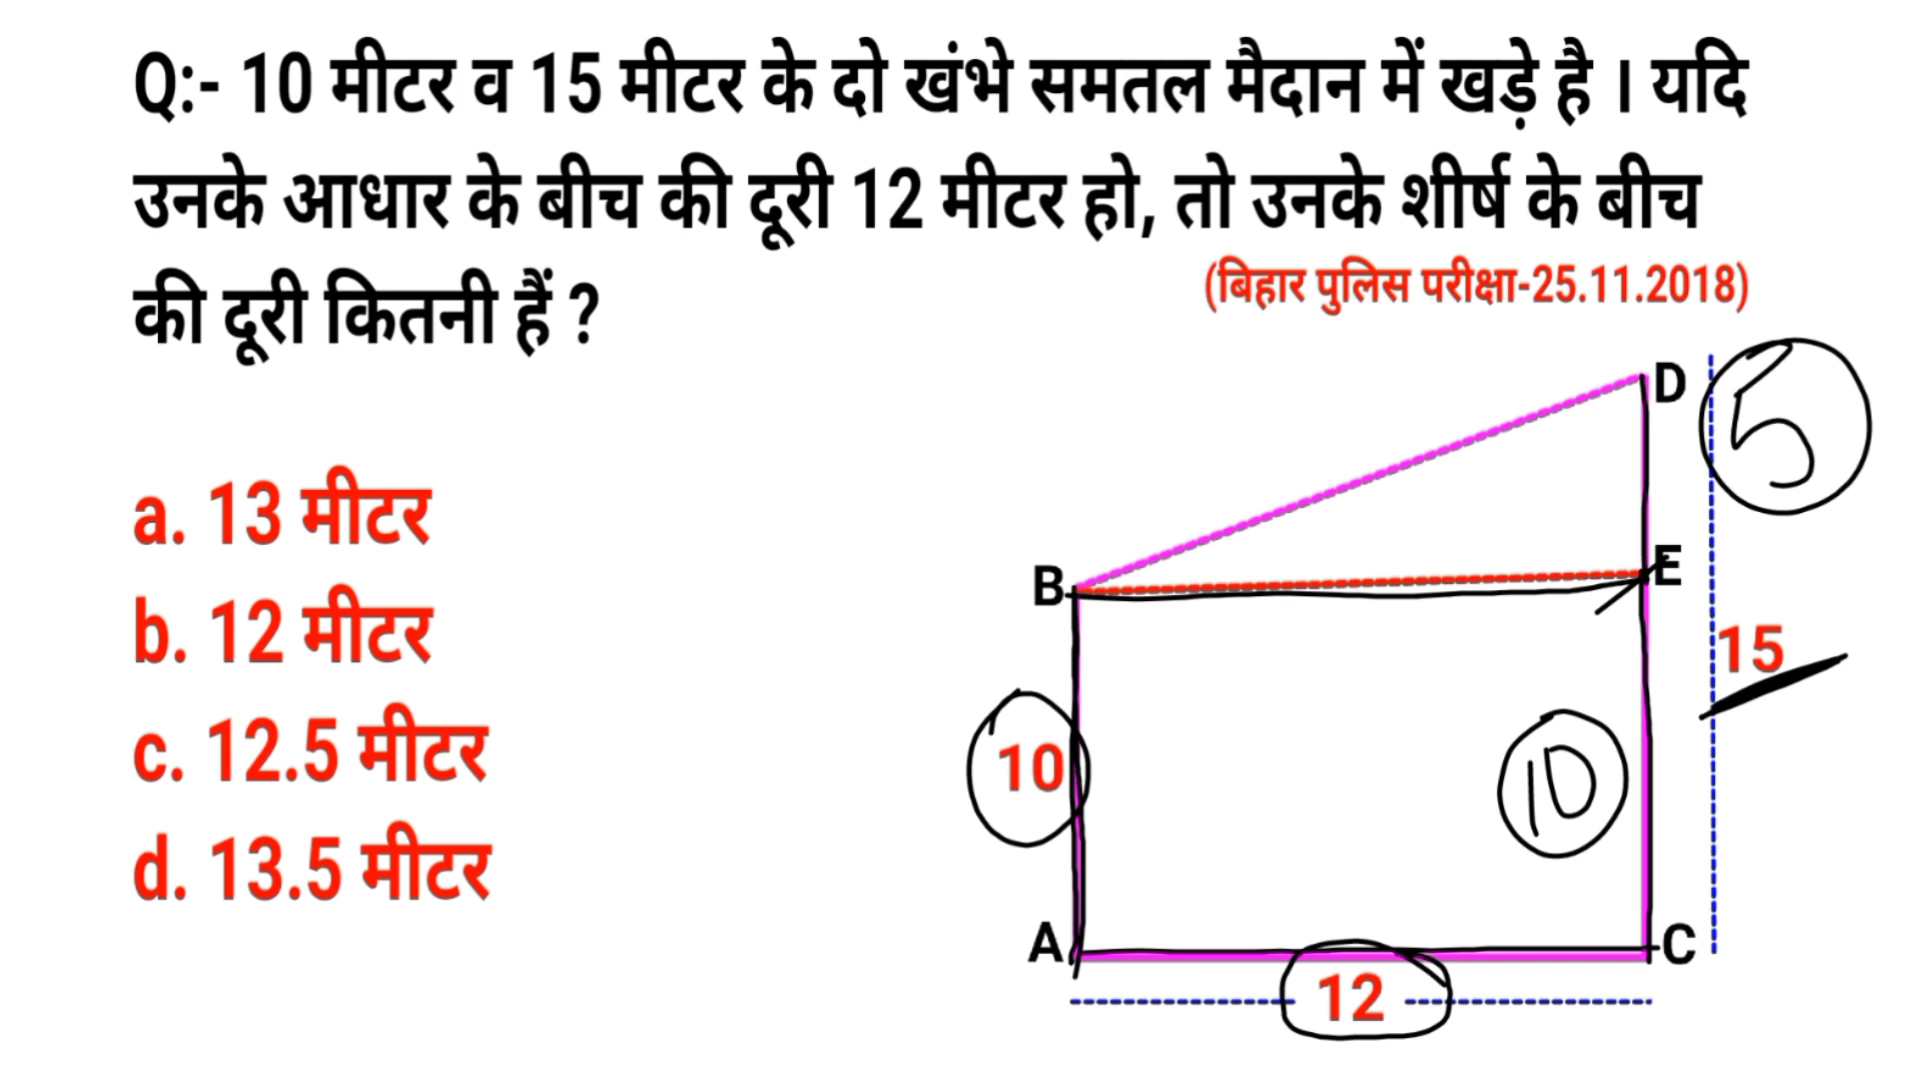 Q:- 10 मीटर व 15 मीटर के दो खंभे समतल मैदान में खड़े है । यदि
उनके आधार के बीच की दूरी 12 मीटर हो, तो उनके शीर्ष के बीच
की दूरी कितनी हैं ?
(बिहार पुलिस परीक्षा-25.11.2018)
a. 13 मीटर
b. 12 मीटर
c. 12.5 मीटर
d. 13.5 मीटर
D
5
B
E
15
10
10
A
C
12